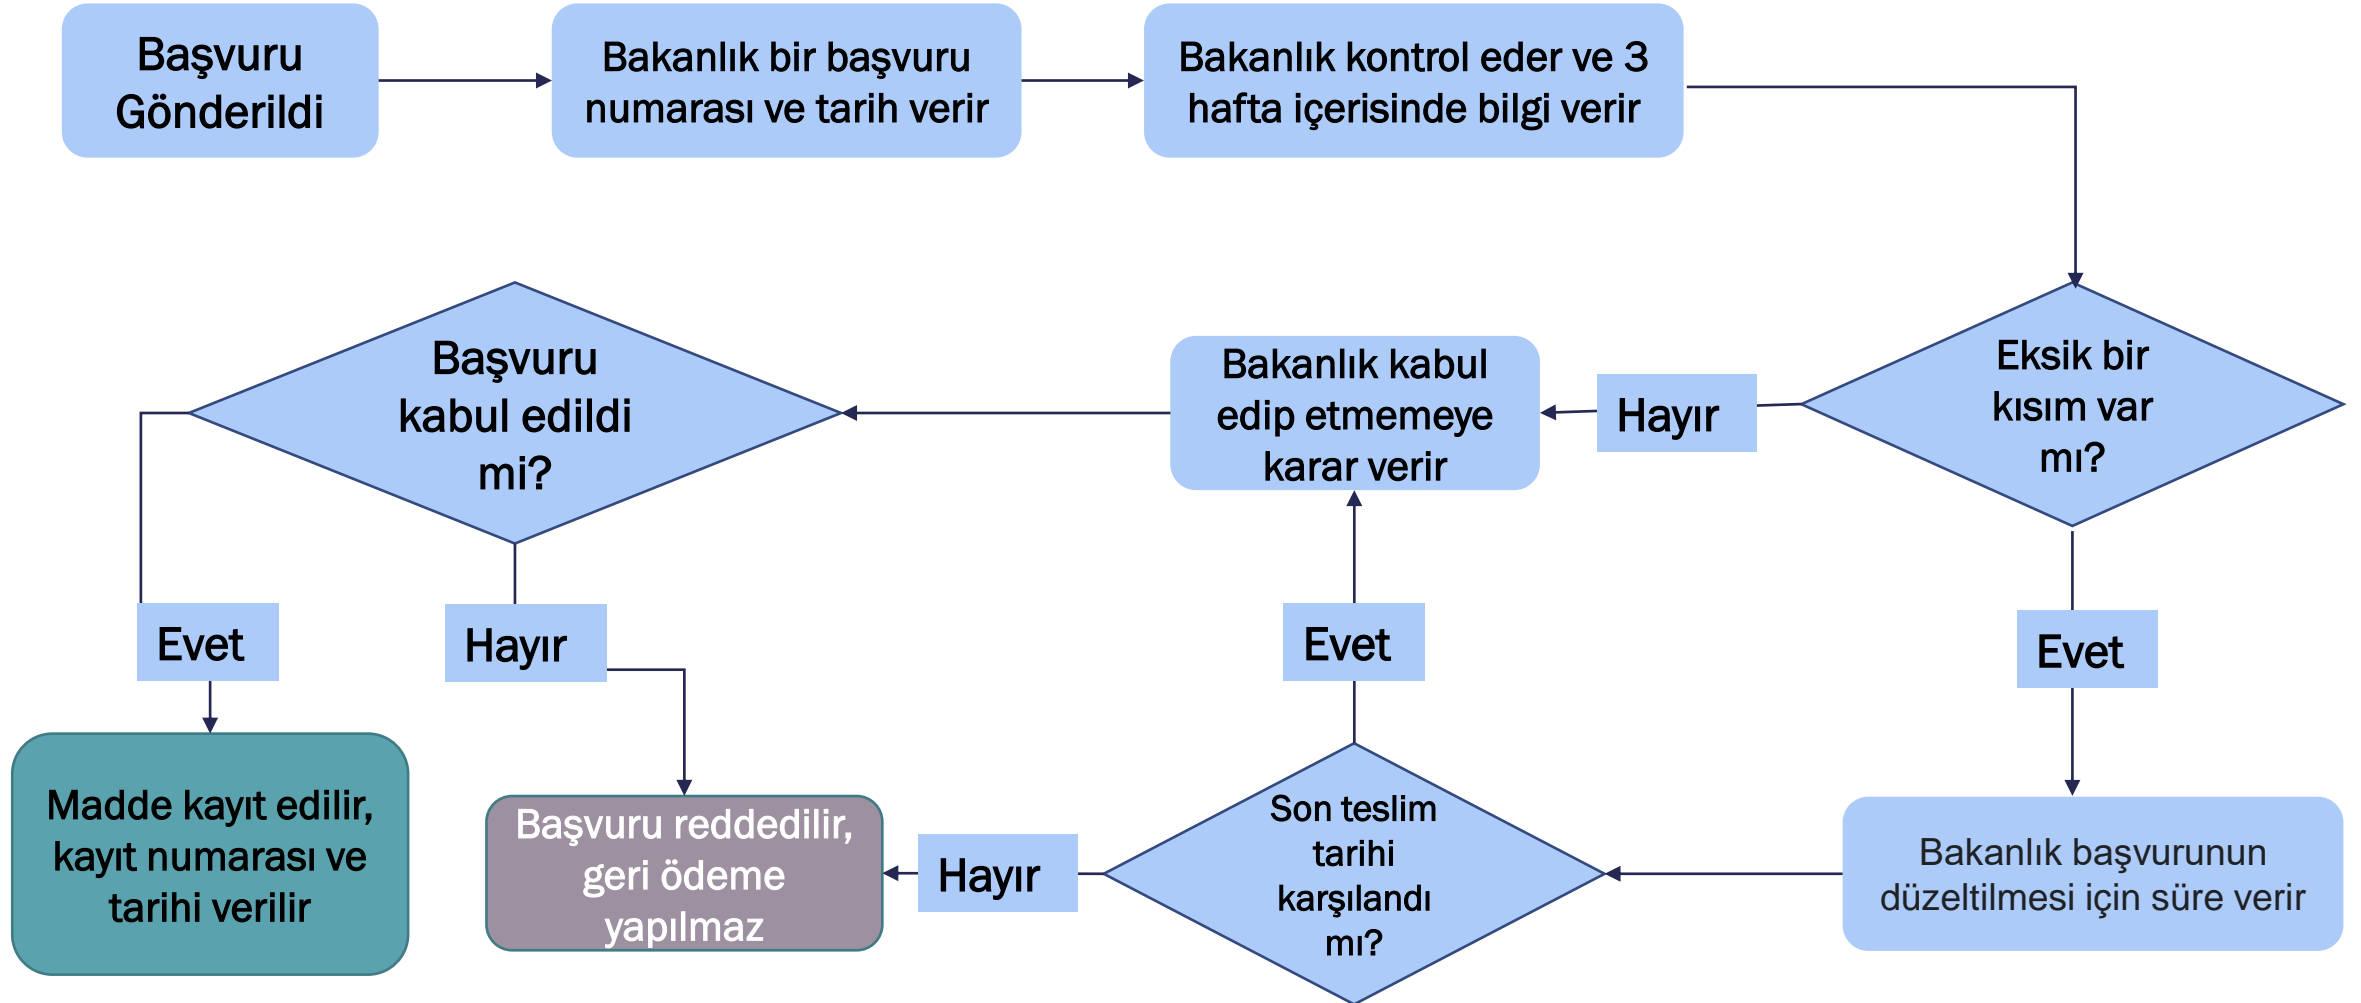 Başvuru
Gönderildi
Bakanlık bir başvuru
numarası ve tarih verir
Bakanlık kontrol eder ve 3
hafta içerisinde bilgi verir
Başvuru
kabul edildi
mi?
Bakanlık kabul
edip etmemeye
karar verir
Hayır
Eksik bir
kısım var
mı?
Evet
Hayır
Evet
Evet
Madde kayıt edilir,
kayıt numarası ve
tarihi verilir
Başvuru reddedilir,
geri ödeme
yapılmaz
Hayır
Son teslim
tarihi
karşılandı
mı?
Bakanlık başvurunun
düzeltilmesi için süre verir